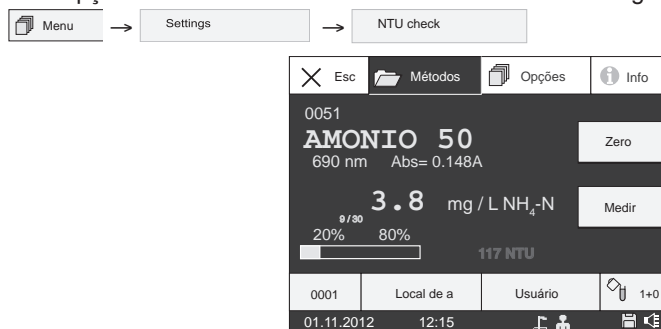 Menu → Settings → NTU check
Esc Métodos Opções Info
0051
AMONIO 50
Zero
690 nm Abs= 0.148A
3.8 mg / L NH4-N
Medir
9/30
20% 80%
117 NTU
0001 Local de a Usuário 1+0
01.11.2012 12:15